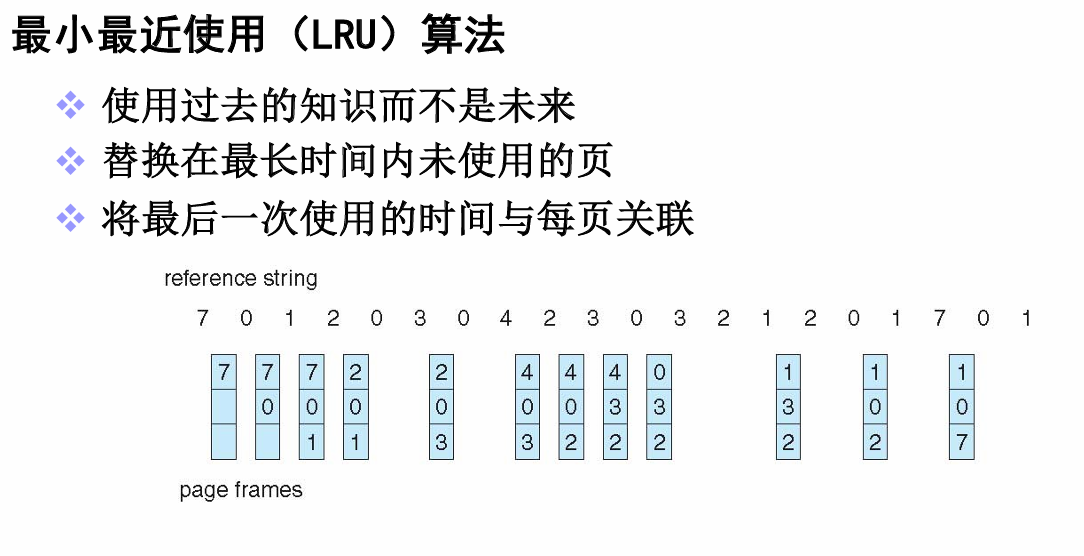 最小最近使用（LRU）算法
使用过去的知识而不是未来
替换在最长时间内未使用的页
将最后一次使用的时间与每页关联
reference string
7 0 1 2 0 3 0 4 2 3 0 3 2 1 2 0 1 7 0 1
7 7 7 2 2 4 4 4 0 1 1 1
0 0 0 0 0 0 3 3 3 0 0
1 1 3 3 2 2 2 2 2 7
page frames